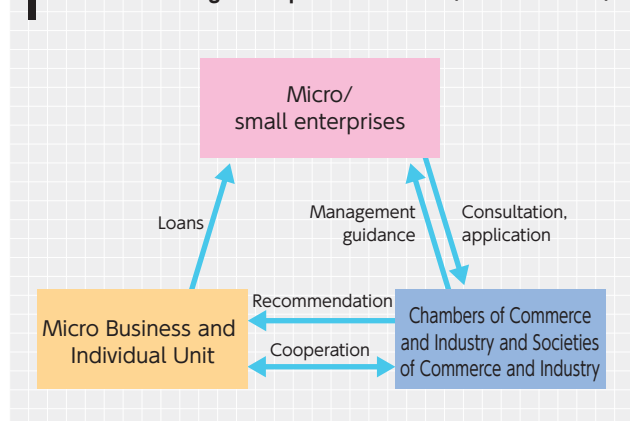 Micro/
small enterprises
Loans
Management
guidance
Consultation,
application
Recommendation
Cooperation
Micro Business and
Individual Unit
Chambers of Commerce
and Industry and Societies
of Commerce and Industry